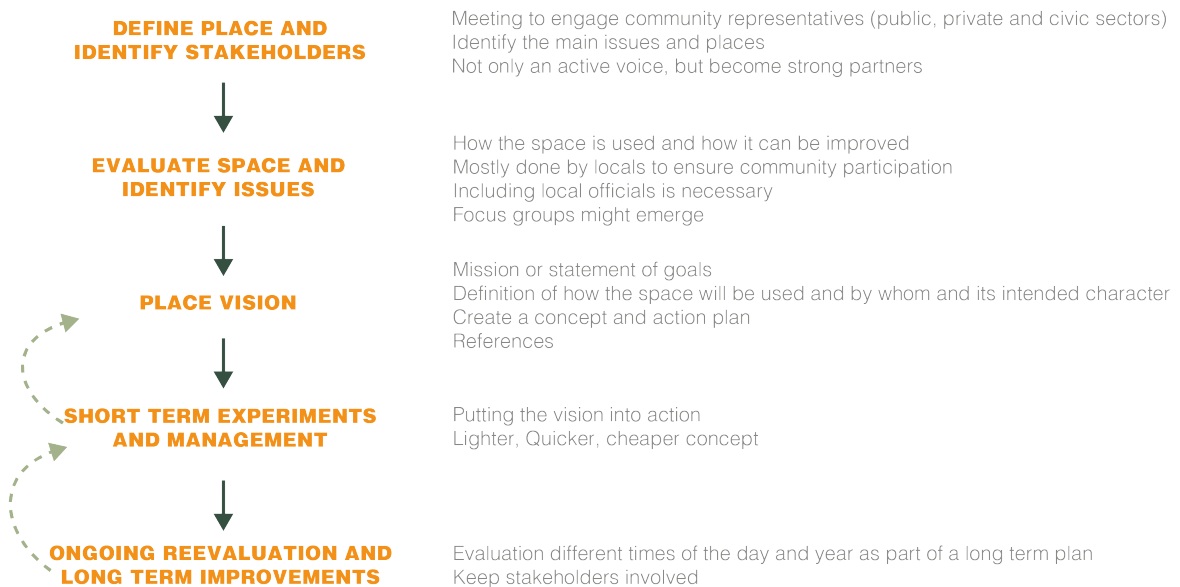 DEFINE PLACE AND
IDENTIFY STAKEHOLDERS
Meeting to engage community representatives (public, private and civic sectors)
Identify the main issues and places
Not only an active voice, but become strong partners
EVALUATE SPACE AND
IDENTIFY ISSUES
How the space is used and how it can be improved
Mostly done by locals to ensure community participation
Including local officials is necessary
Focus groups might emerge
PLACE VISION
Mission or statement of goals
Definition of how the space will be used and by whom and its intended character
Create a concept and action plan
References
SHORT TERM EXPERIMENTS
AND MANAGEMENT
Putting the vision into action
Lighter, Quicker, cheaper concept
ONGOING REEVALUATION AND
LONG TERM IMPROVEMENTS
Evaluation different times of the day and year as part of a long term plan
Keep stakeholders involved